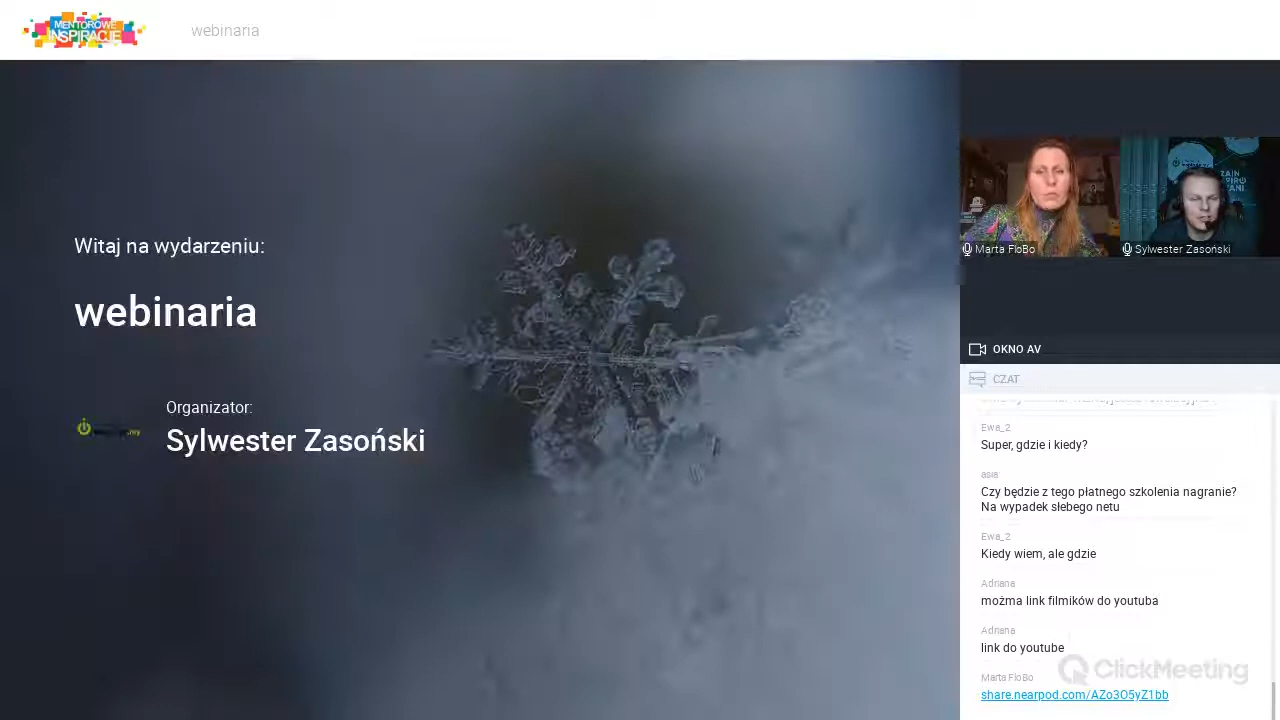 MENTOROWE
INSPIRACJE
webinaria
Witaj na wydarzeniu:
webinaria
Organizator:
Sylwester Zasoński
Marta FloBo
Sylwester Zasoński
OKNO AV
CZAT
Ewa_2
Super, gdzie i kiedy?
asia
Czy będzie z tego płatnego szkolenia nagranie?
Na wypadek słebego netu
Ewa_2
Kiedy wiem, ale gdzie
Adriana
możma link filmików do youtuba
Adriana
link do youtube
Marta FloBo
share.nearpod.com/AZo3O5yZ1bb
ClickMeeting